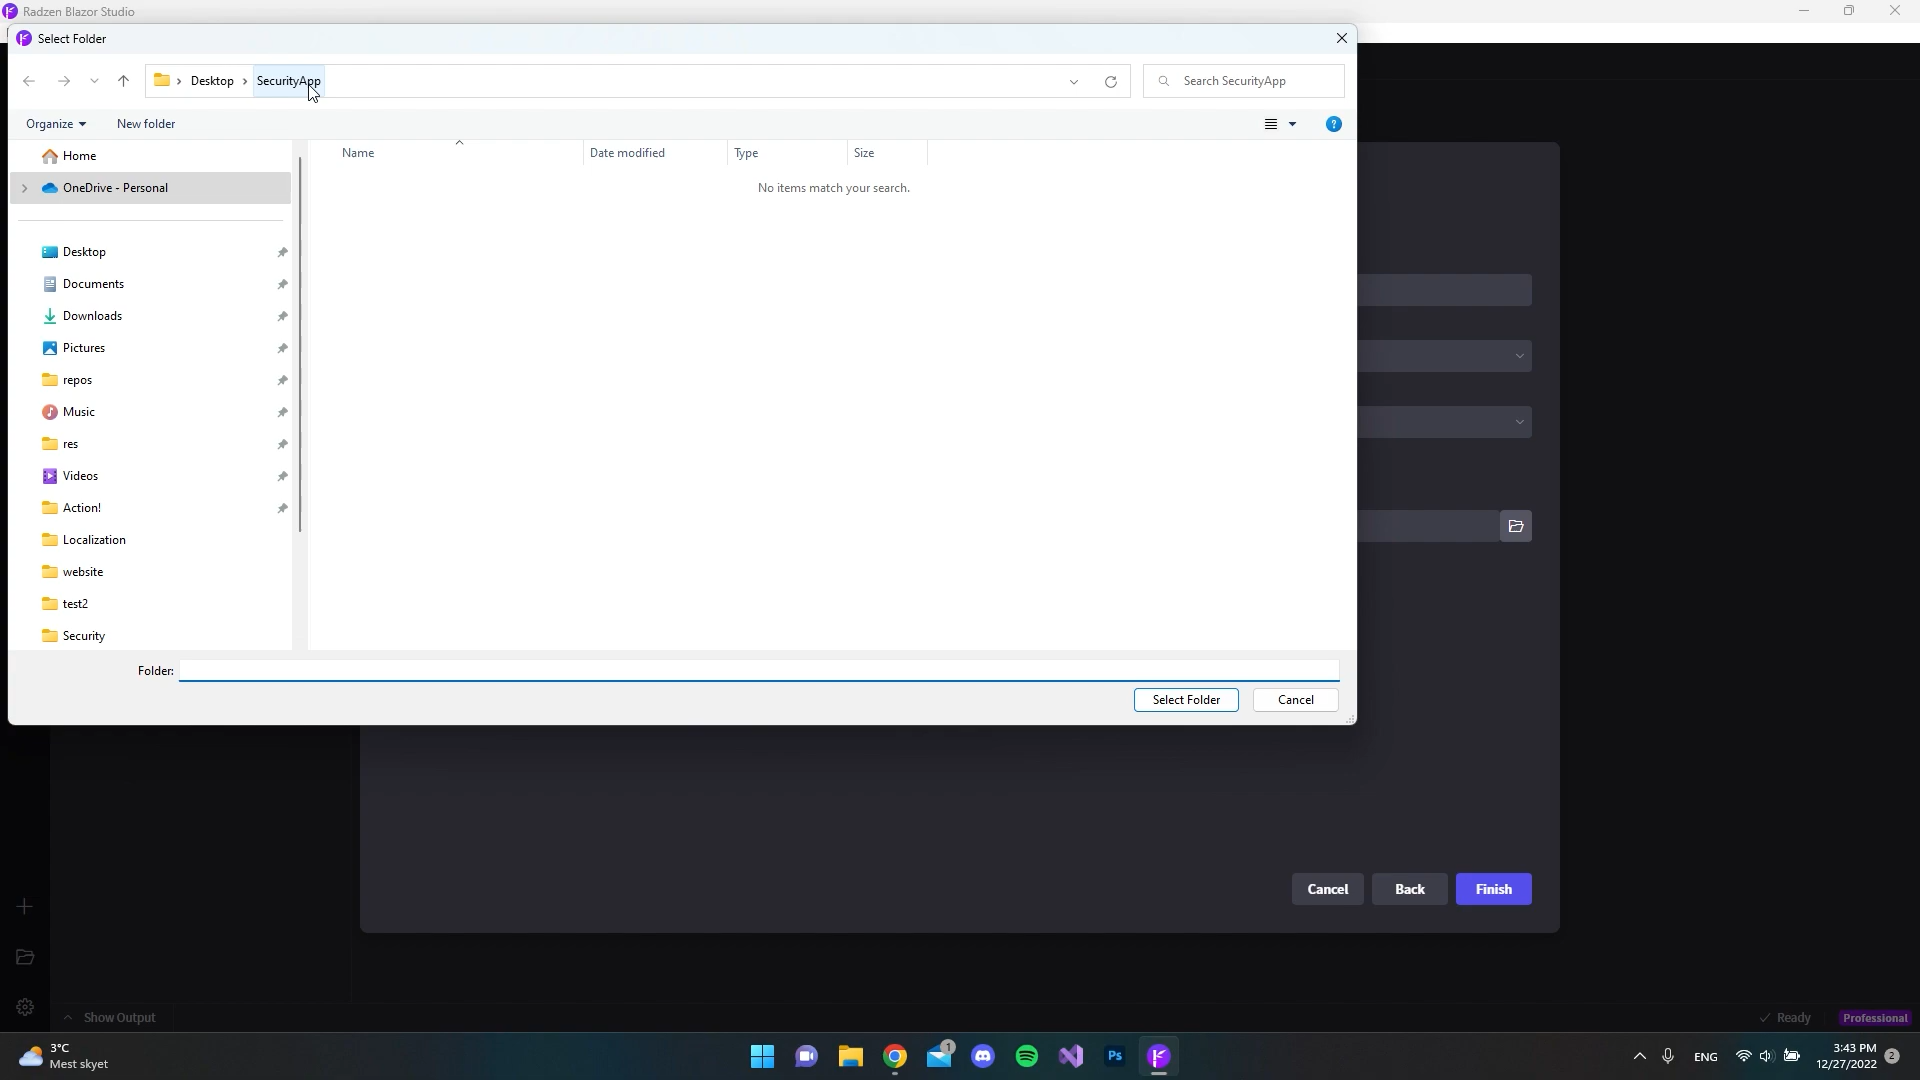 Radzen Blazor Studio
Select Folder
Desktop
SecurityApp
Search SecurityApp
Organize
New folder
Name
Date modified
Type
Size
No items match your search.
Home
OneDrive - Personal
Desktop
Documents
Downloads
Pictures
repos
Music
res
Videos
Action!
Localization
website
test2
Security
Folder:
Select Folder
Cancel
Cancel
Back
Finish
Show Output
Ready
Professional
3°C
Mest skyet
1
Ps
ENG
3:43 PM
12/27/2022
2